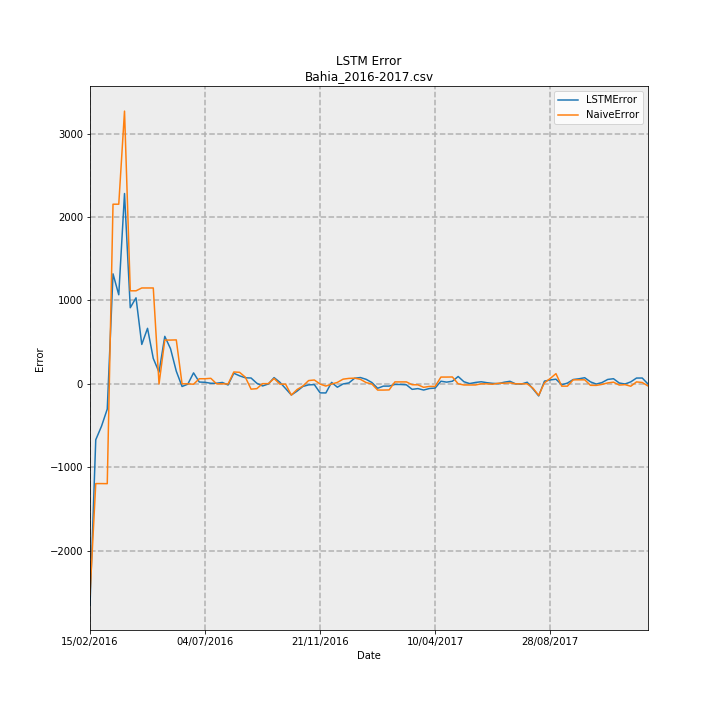 LSTM Error
Bahia_2016-2017.csv
LSTMError
NaiveError
3000
2000
1000
0
−1000
−2000
Error
15/02/2016
04/07/2016
21/11/2016
10/04/2017
28/08/2017
Date